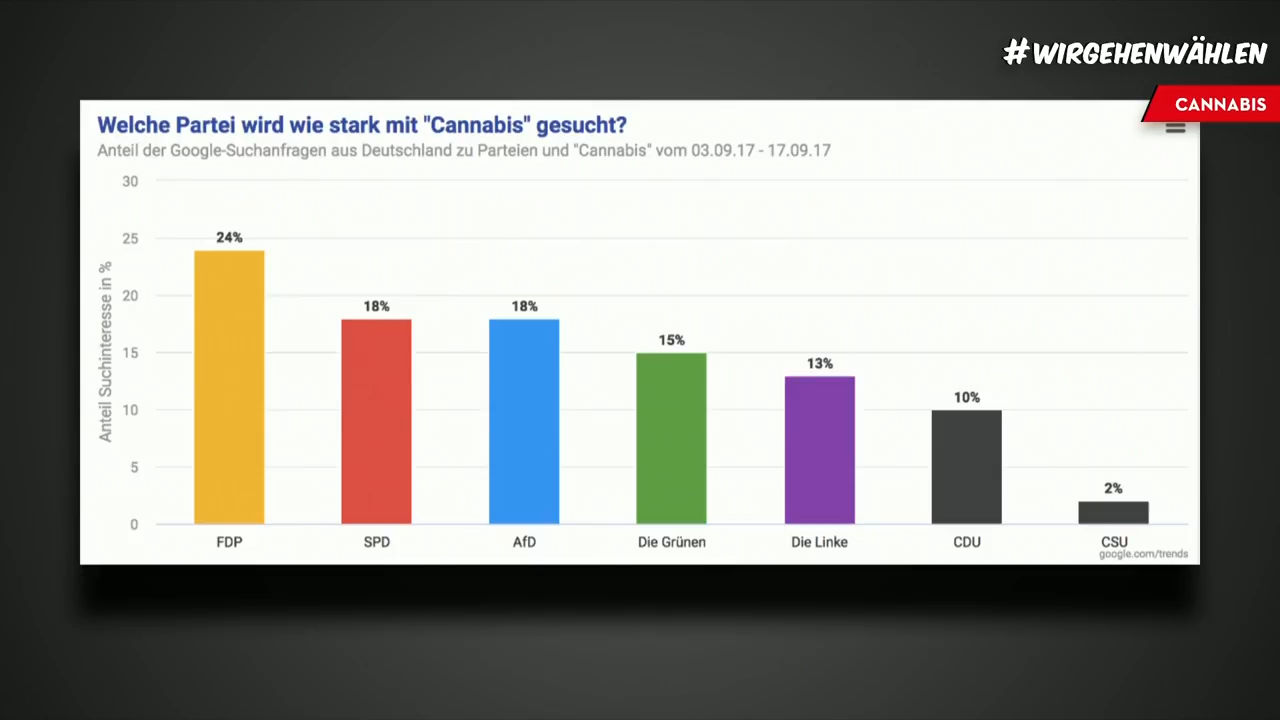 #WIRGEHENWÄHLEN
CANNABIS
Welche Partei wird wie stark mit "Cannabis" gesucht?
Anteil der Google-Suchanfragen aus Deutschland zu Parteien und "Cannabis" vom 03.09.17 - 17.09.17
Anteil Suchinteresse in %
30
25
20
15
10
5
0
24%
18%
18%
15%
13%
10%
2%
FDP
SPD
AfD
Die Grünen
Die Linke
CDU
CSU
google.com/trends